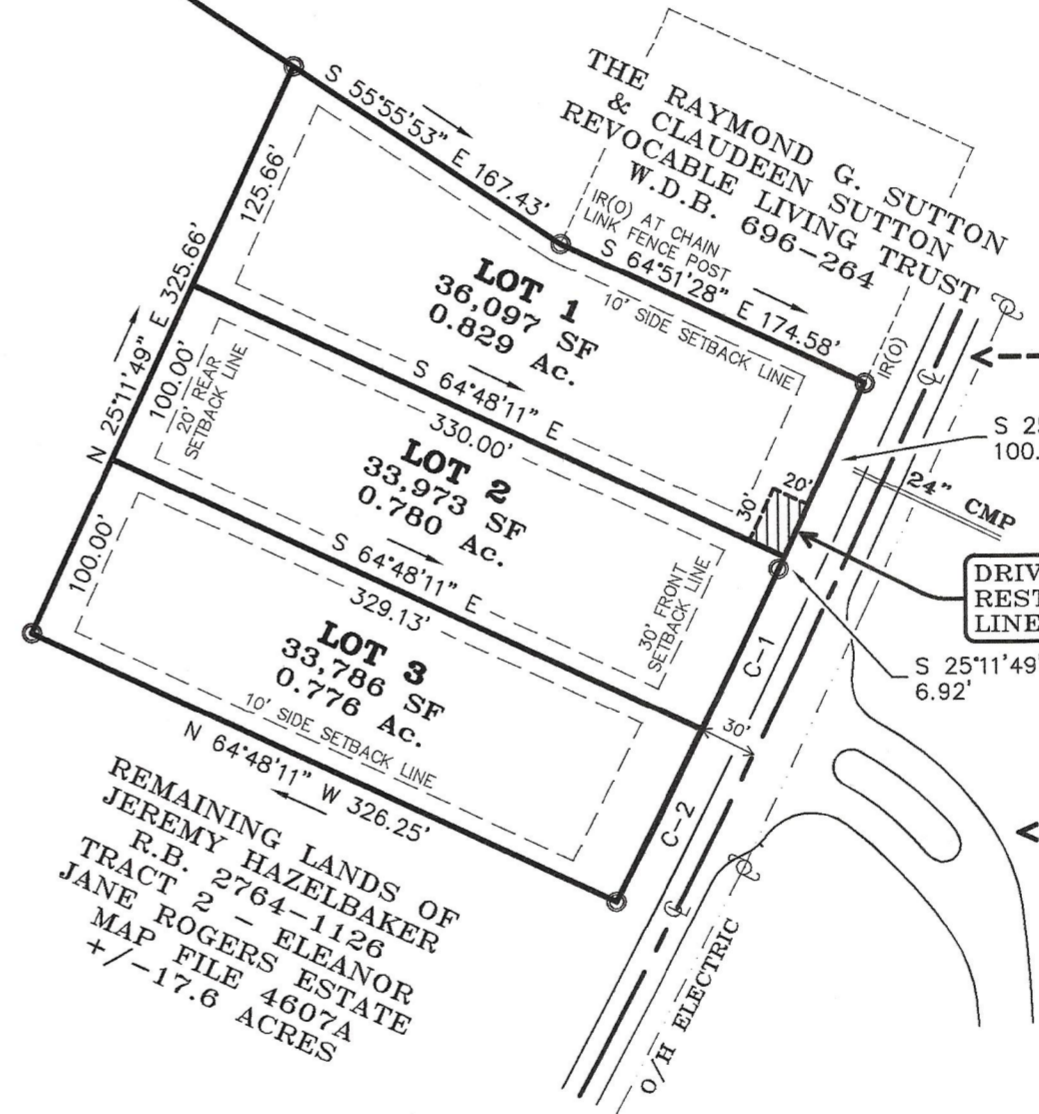 THE RAYMOND G. SUTTON
& CLAUDEEN SUTTON
REVOCABLE LIVING TRUST
W.D.B. 696-264
S 55°55'53" E 167.43'
IR(O) AT CHAIN
LINK FENCE POST
S 64°51'28" E 174.58'
10' SIDE SETBACK LINE
IR(O)
125.66'
N 25°11'49" E 325.66'
LOT 1
36,097 SF
0.829 Ac.
S 25
100.
24" CMP
20'
30'
S 64°48'11" E
330.00'
100.00'
20' REAR
SETBACK LINE
LOT 2
33,973 SF
0.780 Ac.
30' FRONT
SETBACK LINE
DRIV
REST
LINE
S 25°11'49
6.92'
C-1
S 64°48'11" E
329.13'
30'
100.00'
LOT 3
33,786 SF
0.776 Ac.
10' SIDE SETBACK LINE
N 64°48'11" W 326.25'
C-2
REMAINING LANDS OF
JEREMY HAZELBAKER
R.B. 2764-1126
TRACT 2 - ELEANOR
JANE ROGERS ESTATE
MAP FILE 4607A
+/-17.6 ACRES
O/H ELECTRIC